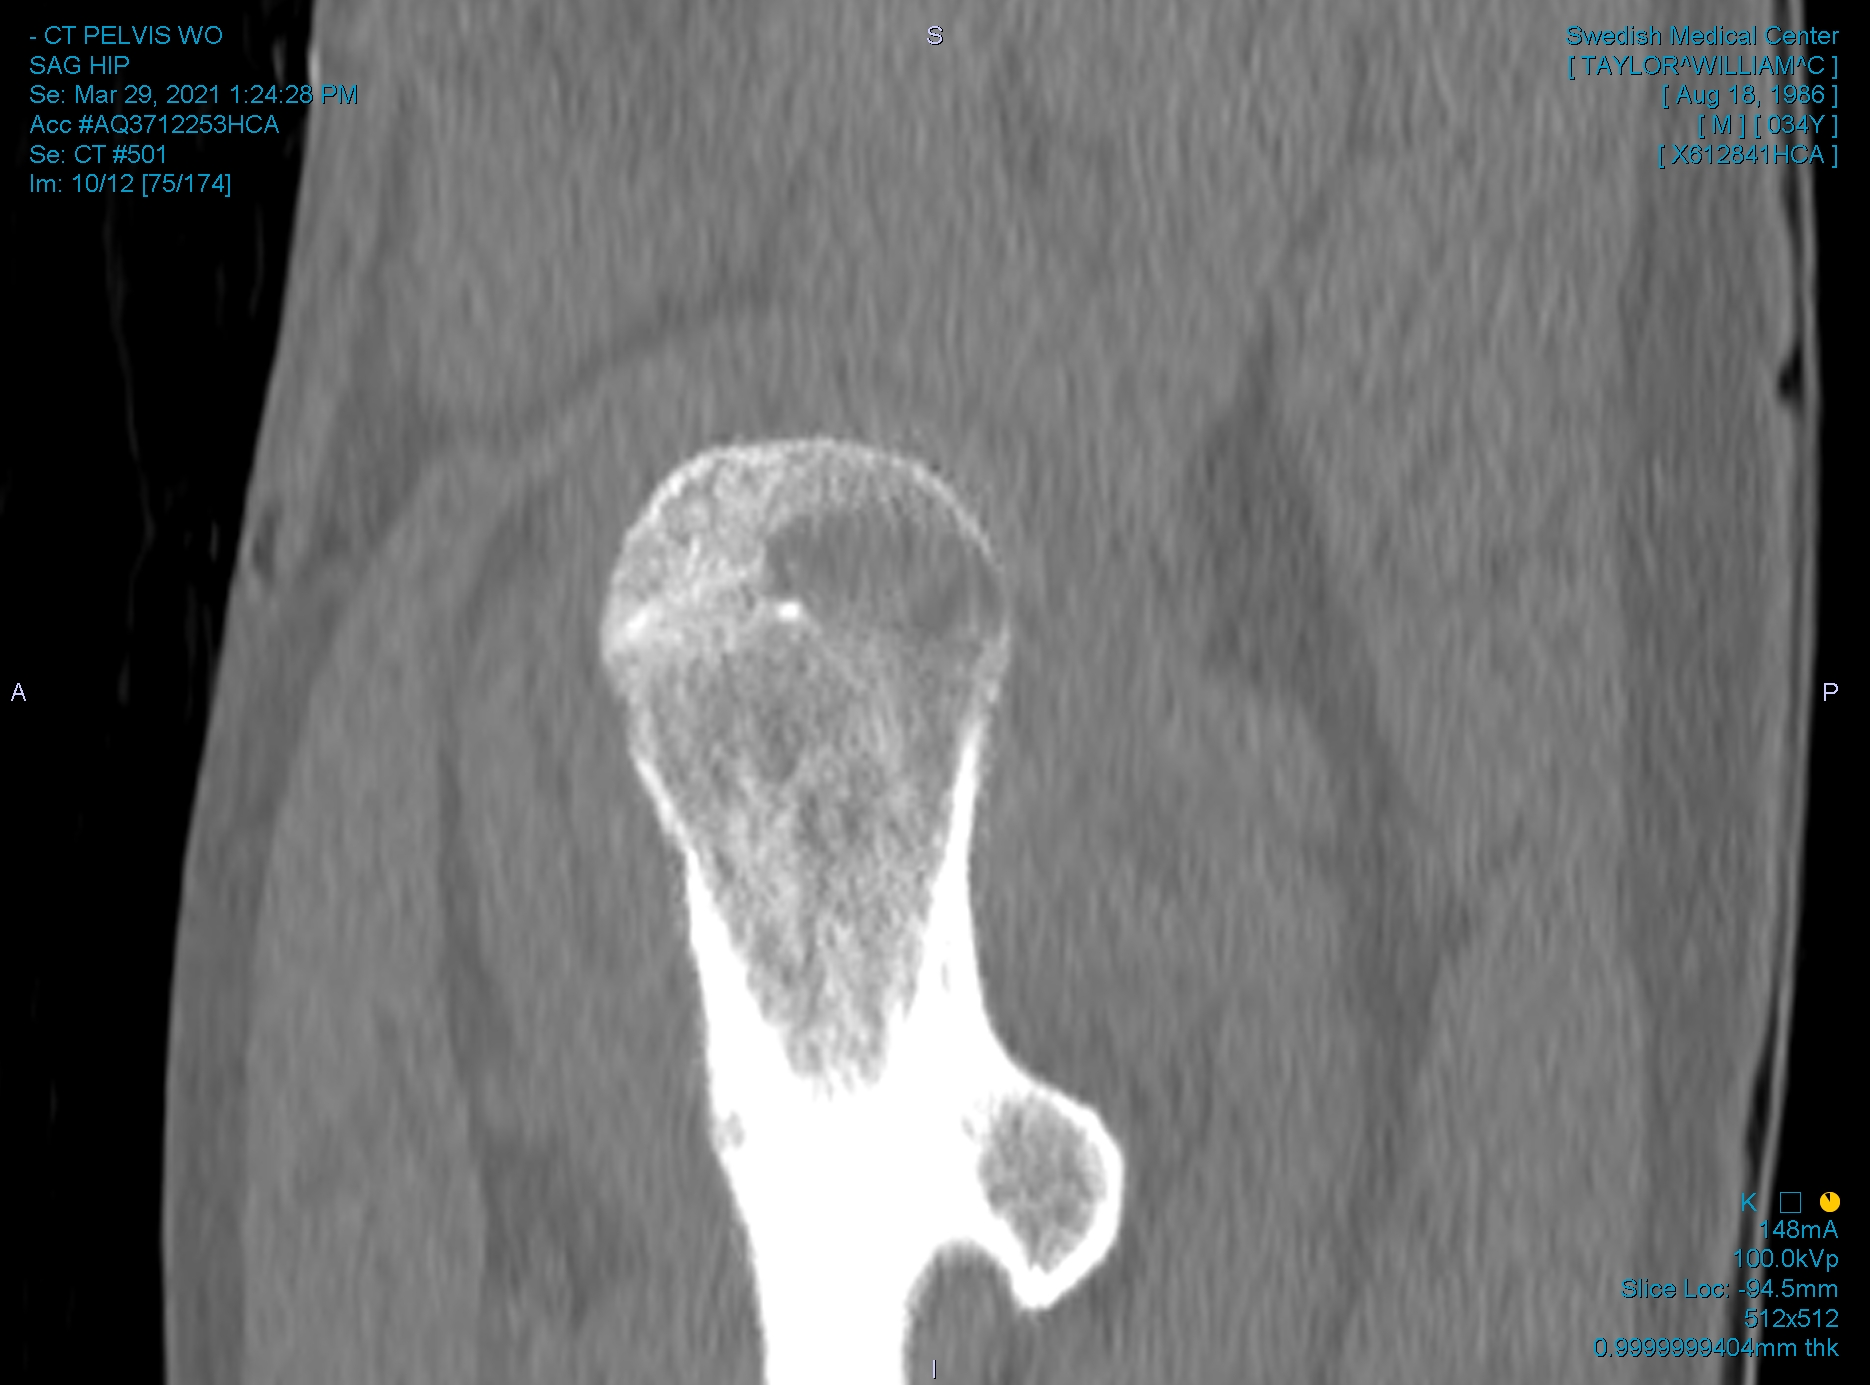 - CT PELVIS WO
SAG HIP
Se: Mar 29, 2021 1:24:28 PM
Acc #AQ3712253HCA
Se: CT #501
Im: 10/12 [75/174]
S
Swedish Medical Center
[ TAYLOR^WILLIAM^C ]
[ Aug 18, 1986 ]
[ M ] [ 034Y ]
[ X612841HCA ]
A
P
K
148mA
100.0kVp
Slice Loc: -94.5mm
512x512
0.9999999404mm thk
I